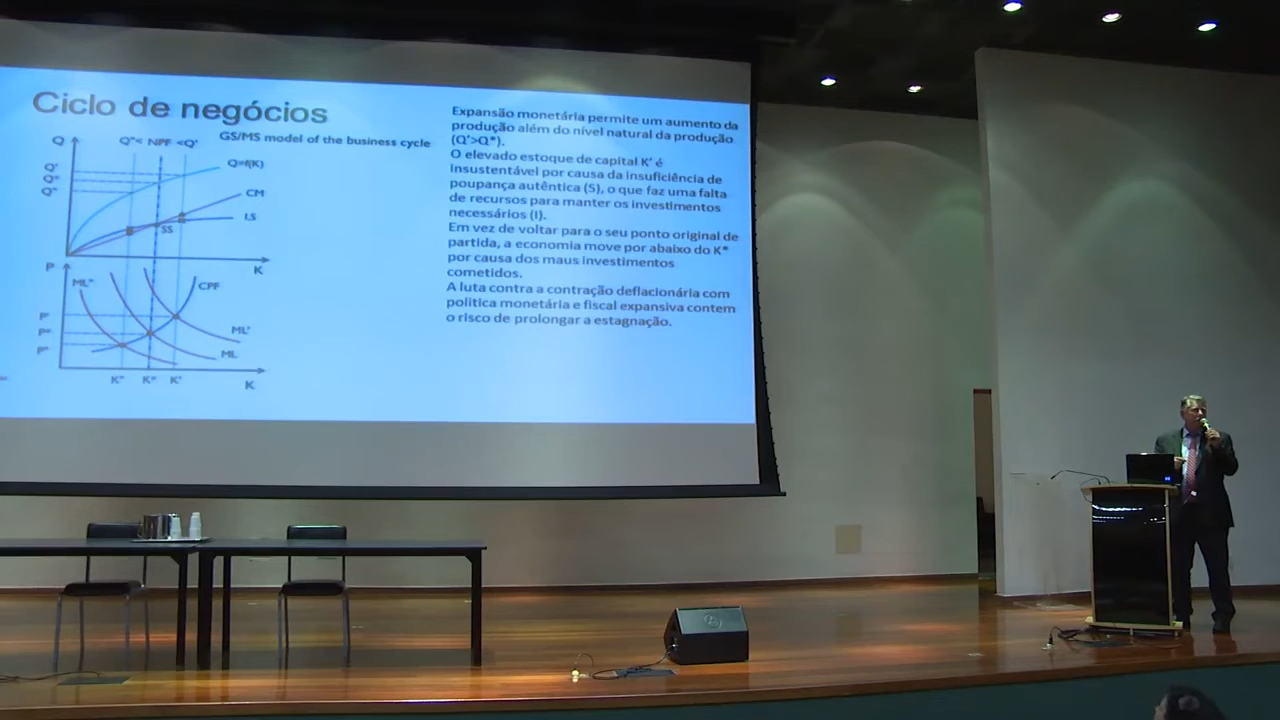 Ciclo de negócios
GS/MS model of the business cycle
Q
Q"< NPF <Q'
Q'
Q*
Q"
Q=f(K)
CM
I,S
SS
K
P
ML"
CPF
ML'
ML
K" K* K'
K
Expansão monetária permite um aumento da
produção além do nível natural da produção
(Q'>Q*).
O elevado estoque de capital K' é
insustentável por causa da insuficiência de
poupança autêntica (S), o que faz uma falta
de recursos para manter os investimentos
necessários (I).
Em vez de voltar para o seu ponto original de
partida, a economia move por abaixo do K*
por causa dos maus investimentos
cometidos.
A luta contra a contração deflacionária com
politica monetária e fiscal expansiva contem
o risco de prolongar a estagnação.